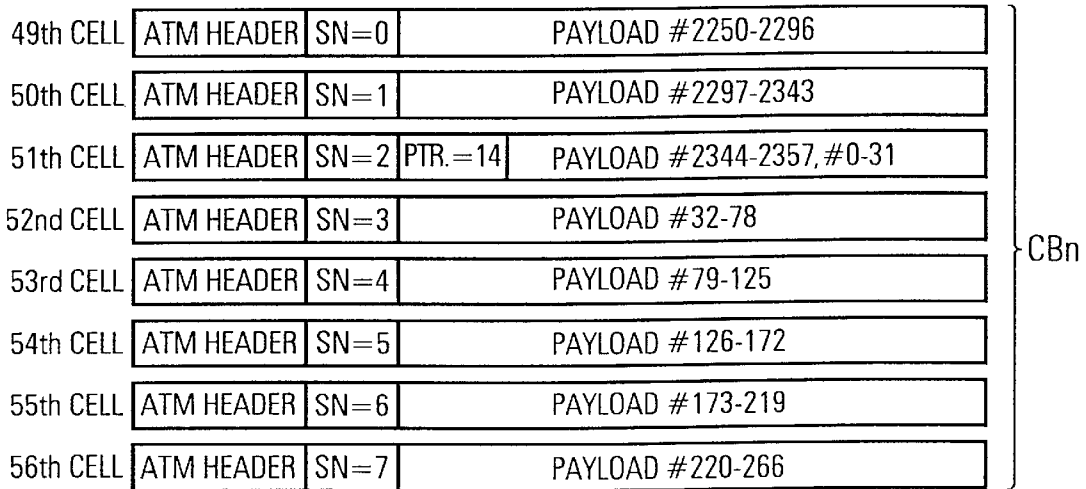 49th CELL ATM HEADER SN=0 PAYLOAD #2250-2296
50th CELL ATM HEADER SN=1 PAYLOAD #2297-2343
51th CELL ATM HEADER SN=2 PTR.=14 PAYLOAD #2344-2357, #0-31
52nd CELL ATM HEADER SN=3 PAYLOAD #32-78
53rd CELL ATM HEADER SN=4 PAYLOAD #79-125
54th CELL ATM HEADER SN=5 PAYLOAD #126-172
55th CELL ATM HEADER SN=6 PAYLOAD #173-219
56th CELL ATM HEADER SN=7 PAYLOAD #220-266
CBn